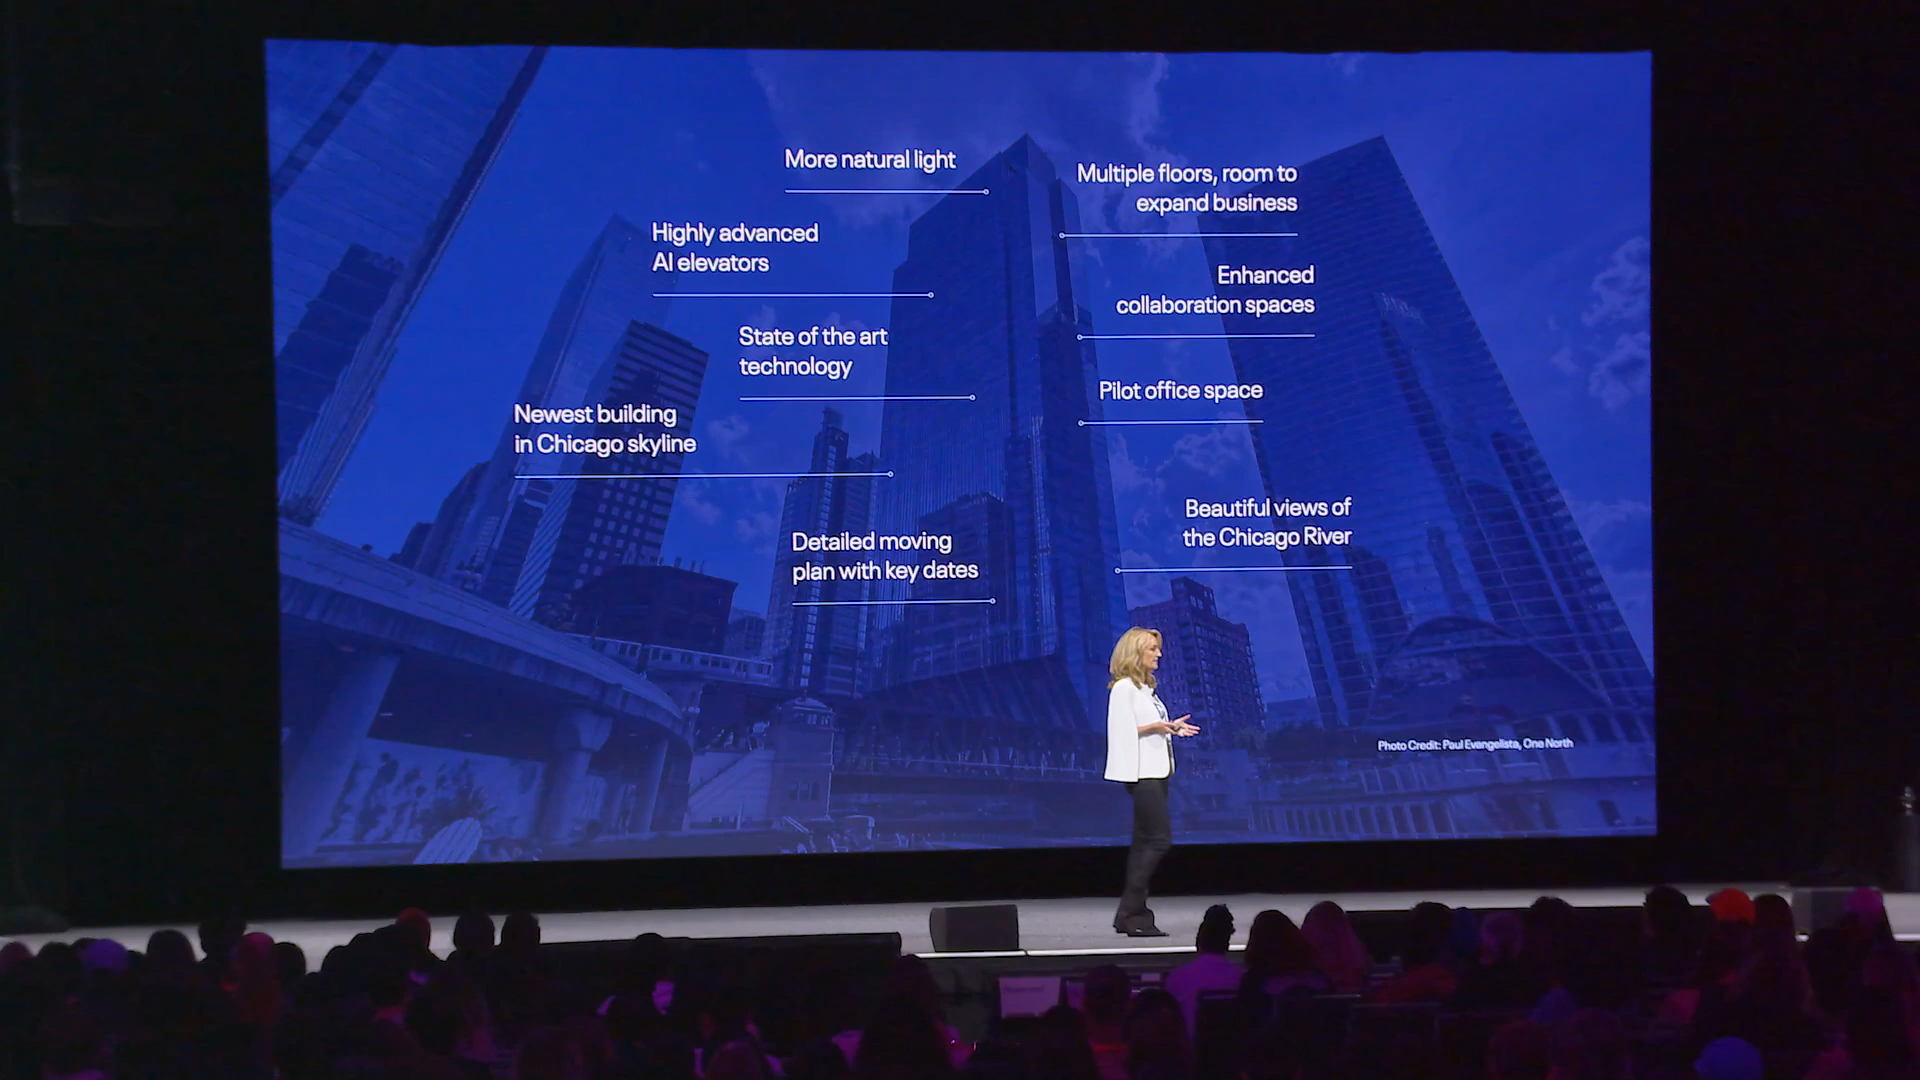 More natural light
Highly advanced
AI elevators
State of the art
technology
Newest building
in Chicago skyline
Detailed moving
plan with key dates
Multiple floors, room to
expand business
Enhanced
collaboration spaces
Pilot office space
Beautiful views of
the Chicago River
Photo Credit: Paul Evangelista, One North